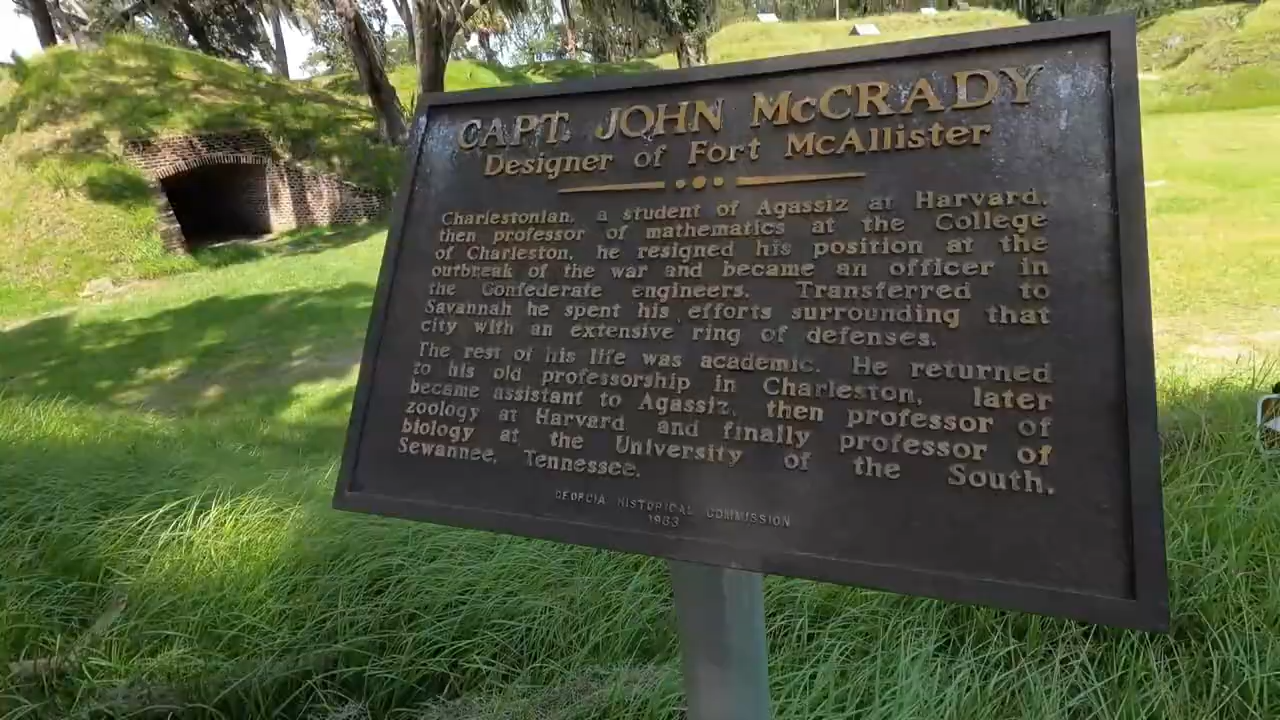 CAPT. JOHN McCRADY
Designer of Fort McAllister
Charlestonian, a student of Agassiz at Harvard,
then professor of mathematics at the College
of Charleston, he resigned his position at the
outbreak of the war and became an officer in
the Confederate engineers. Transferred to
Savannah he spent his efforts surrounding that
city with an extensive ring of defenses.
The rest of his life was academic. He returned
to his old professorship in Charleston, later
became assistant to Agassiz, then professor of
zoology at Harvard and finally professor of
biology at the University of the South,
Sewannee, Tennessee.
GEORGIA HISTORICAL COMMISSION
1963